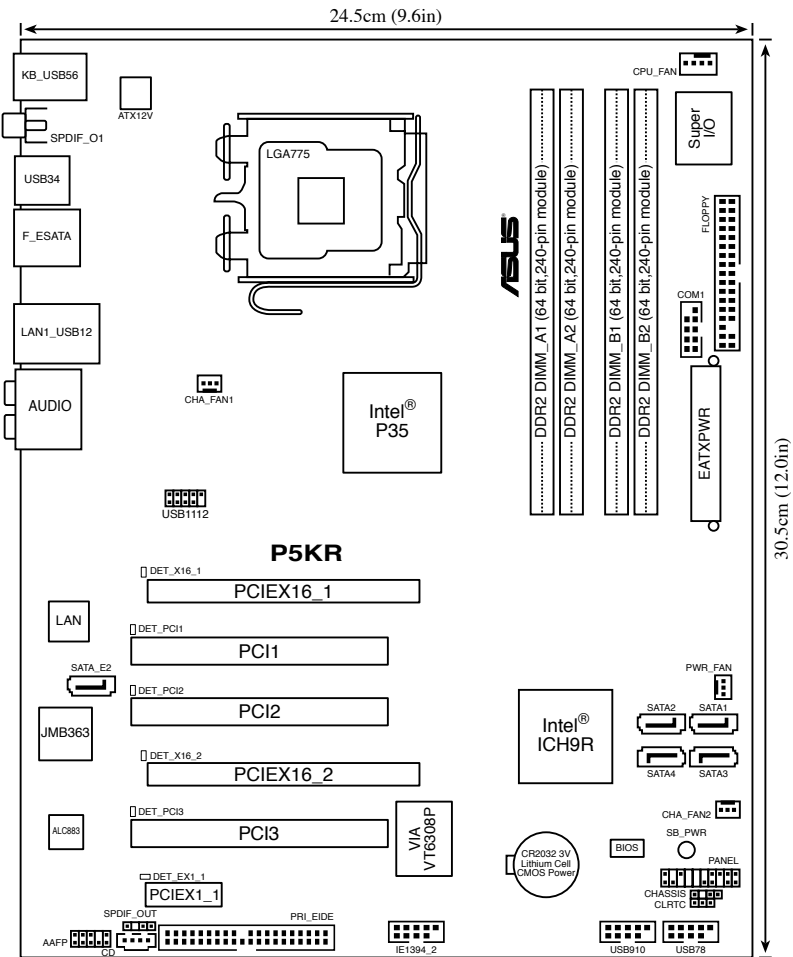 24.5cm (9.6in)
KB_USB56
ATX12V
CPU_FAN
Super
I/O
SPDIF_O1
LGA775
USB34
F_ESATA
FLOPPY
ASUS
DDR2 DIMM_A1 (64 bit,240-pin module)
DDR2 DIMM_A2 (64 bit,240-pin module)
DDR2 DIMM_B1 (64 bit,240-pin module)
DDR2 DIMM_B2 (64 bit,240-pin module)
COM1
LAN1_USB12
AUDIO
CHA_FAN1
Intel®
P35
EATXPWR
30.5cm (12.0in)
USB1112
P5KR
DET_X16_1
PCIEX16_1
LAN
DET_PCI1
PCI1
SATA_E2
PWR_FAN
DET_PCI2
PCI2
SATA2
SATA1
JMB363
Intel®
ICH9R
DET_X16_2
PCIEX16_2
SATA4
SATA3
DET_PCI3
PCI3
ALC883
VIA
VT6308P
CHA_FAN2
CR2032 3V
Lithium Cell
CMOS Power
BIOS
SB_PWR
PANEL
DET_EX1_1
PCIEX1_1
CHASSIS
CLRTC
SPDIF_OUT
PRI_EIDE
AAFP
CD
IE1394_2
USB910
USB78